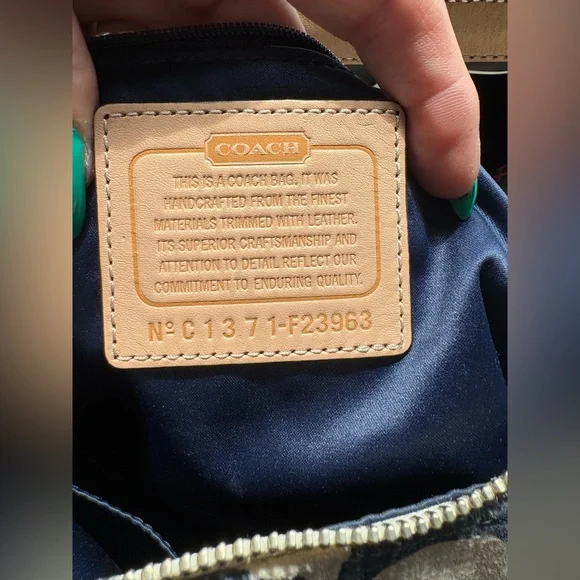 COACH
THIS IS A COACH BAG. IT WAS
HANDCRAFTED FROM THE FINEST
MATERIALS TRIMMED WITH LEATHER.
ITS SUPERIOR CRAFTSMANSHIP AND
ATTENTION TO DETAIL REFLECT OUR
COMMITMENT TO ENDURING QUALITY.
Nº C1371-F23963